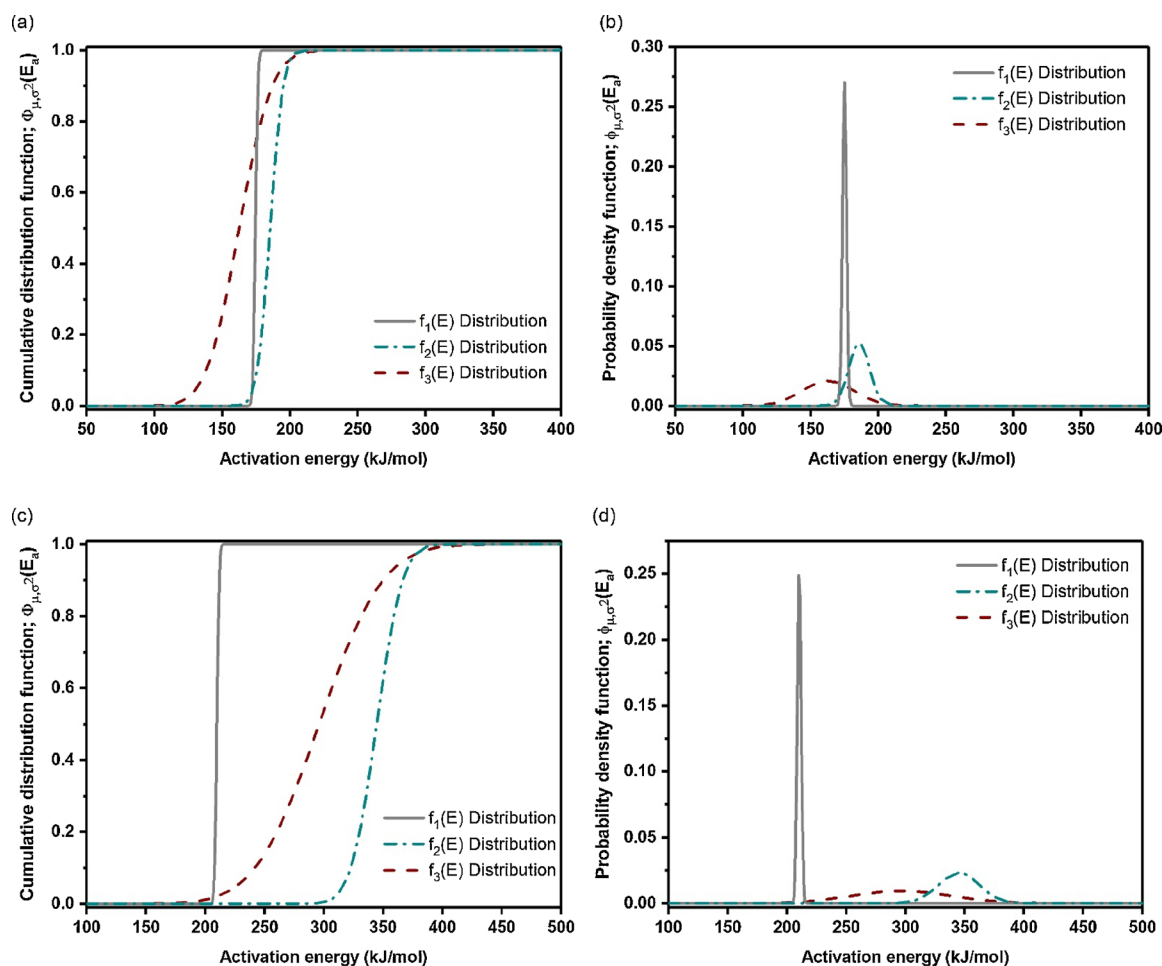 (a)
Cumulative distribution function; Φμ,σ²(Eₐ)
1.0
0.8
0.6
0.4
0.2
0.0
f₁(E) Distribution
f₂(E) Distribution
f₃(E) Distribution
50 100 150 200 250 300 350 400
Activation energy (kJ/mol)
(b)
Probability density function; ϕμ,σ²(Eₐ)
0.30
0.25
0.20
0.15
0.10
0.05
0.00
f₁(E) Distribution
f₂(E) Distribution
f₃(E) Distribution
50 100 150 200 250 300 350 400
Activation energy (kJ/mol)
(c)
Cumulative distribution function; Φμ,σ²(Eₐ)
1.0
0.8
0.6
0.4
0.2
0.0
f₁(E) Distribution
f₂(E) Distribution
f₃(E) Distribution
100 150 200 250 300 350 400 450 500
Activation energy (kJ/mol)
(d)
Probability density function; ϕμ,σ²(Eₐ)
0.25
0.20
0.15
0.10
0.05
0.00
f₁(E) Distribution
f₂(E) Distribution
f₃(E) Distribution
100 150 200 250 300 350 400 450 500
Activation energy (kJ/mol)